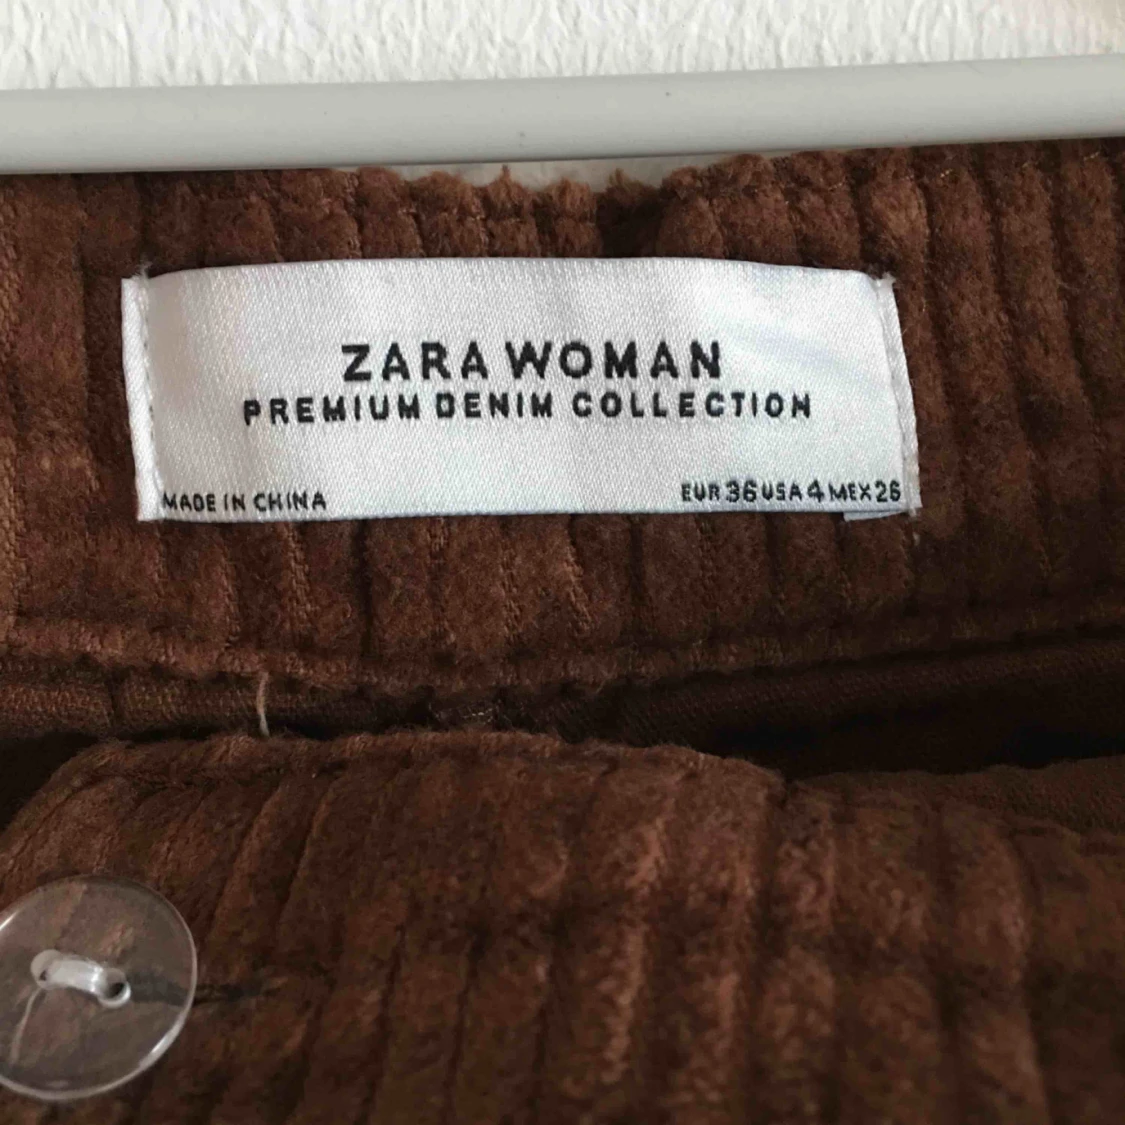 ZARA WOMAN
PREMIUM DENIM COLLECTION
MADE IN CHINA
EUR 36 USA 4 MEX 26